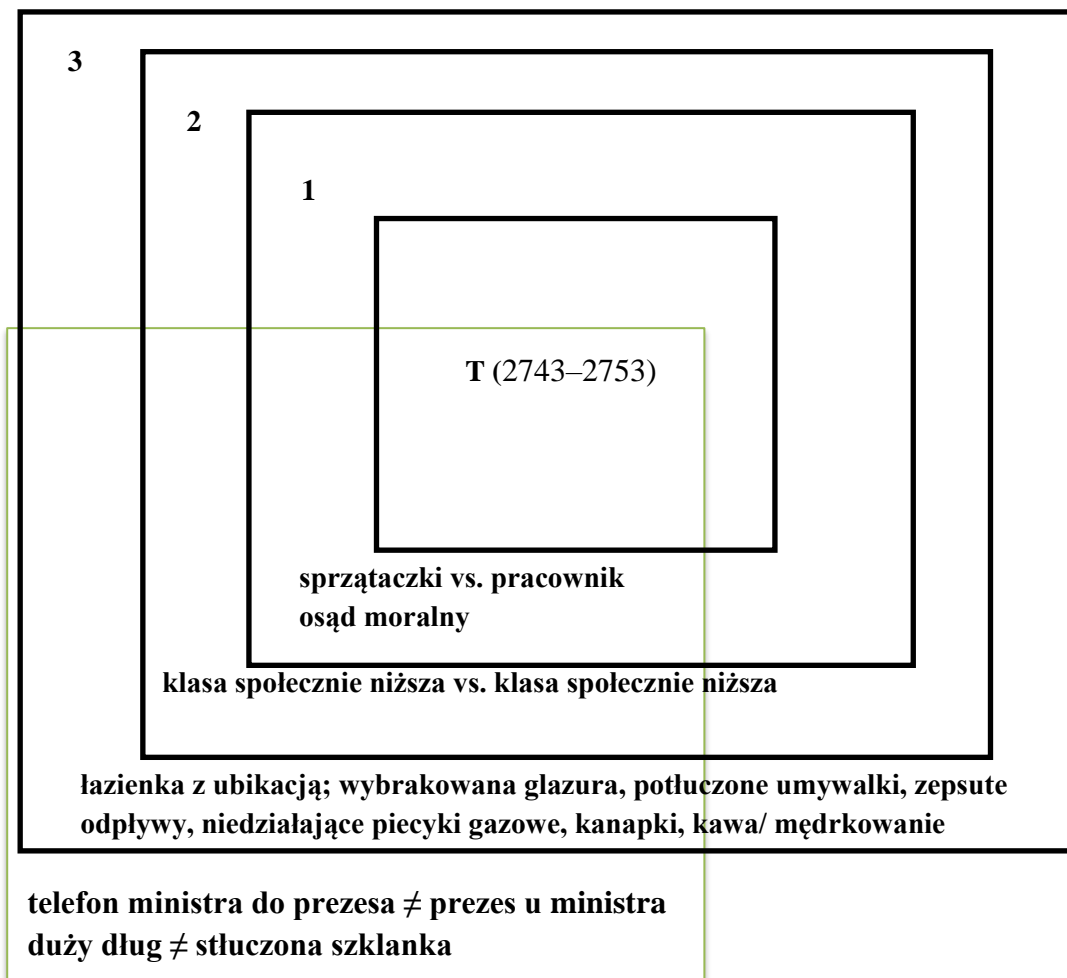 3
2
1
T (2743–2753)
sprzątaczki vs. pracownik
osąd moralny
klasa społecznie niższa vs. klasa społecznie niższa
łazienka z ubikacją; wybrakowana glazura, potłuczone umywalki, zepsute
odpływy, niedziałające piecyki gazowe, kanapki, kawa/ mędrkowanie
telefon ministra do prezesa ≠ prezes u ministra
duży dług ≠ stłuczona szklanka